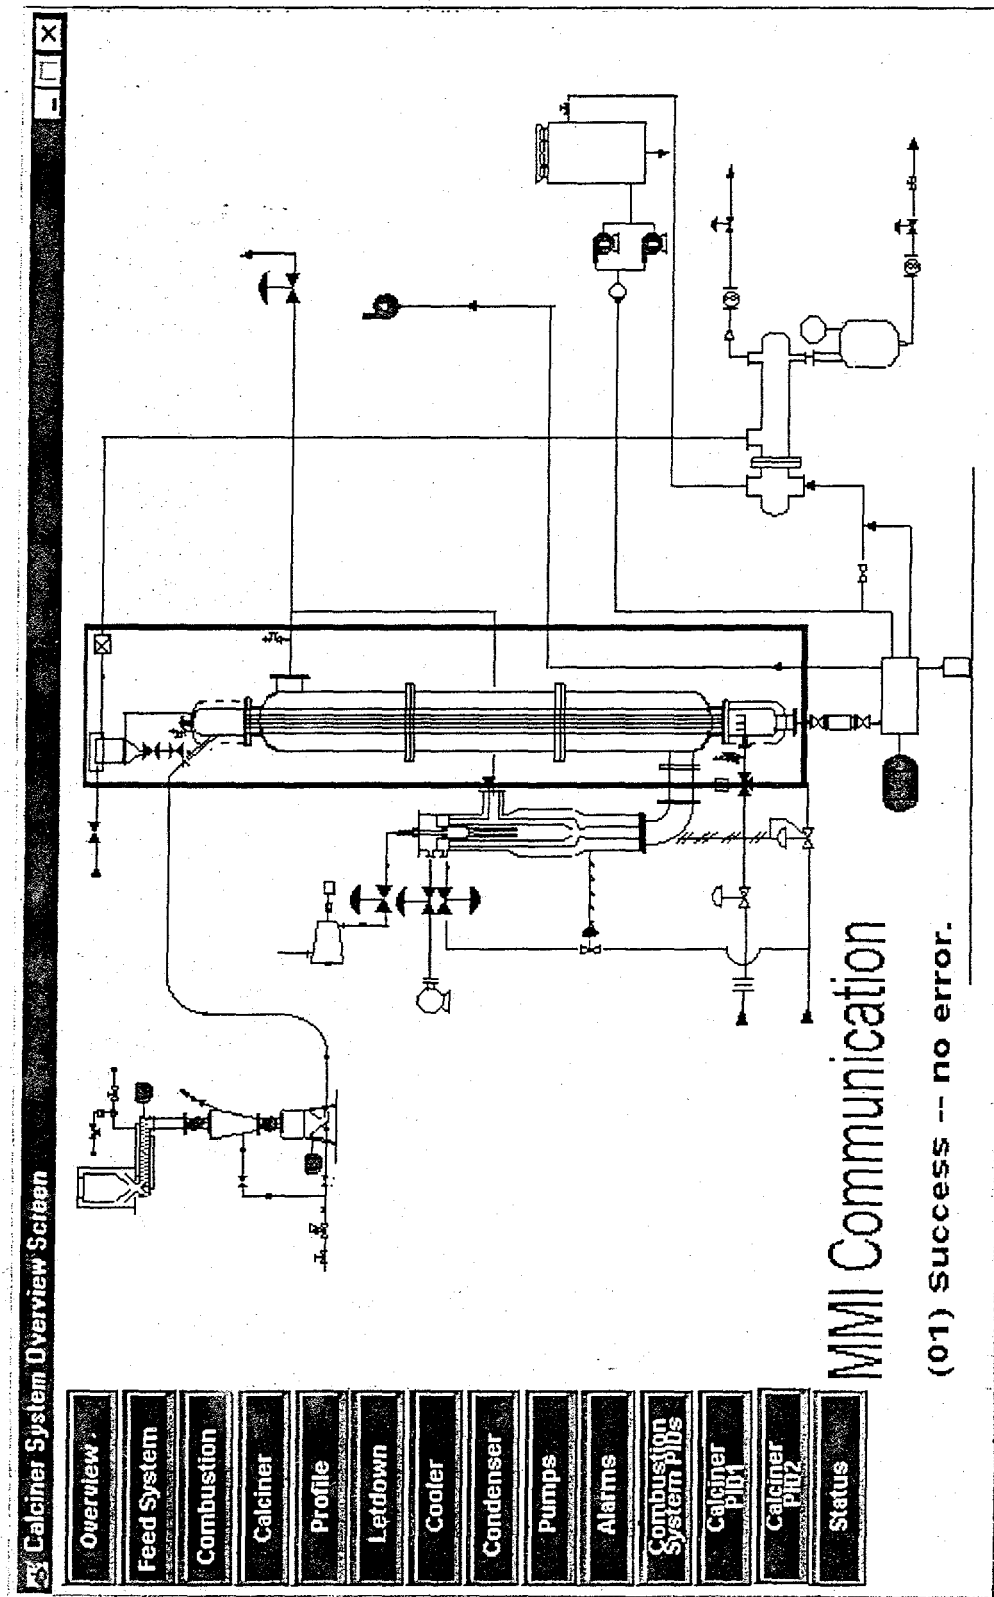 Calciner System Overview Screen
Overview.
Feed System
Combustion
Calciner
Profile
Letdown
Cooler
Condenser
Pumps
Alarms
Combustion
System PIDs
Calciner
PID1
Calciner
PID2
Status
MMI Communication
(01) Success -- no error.